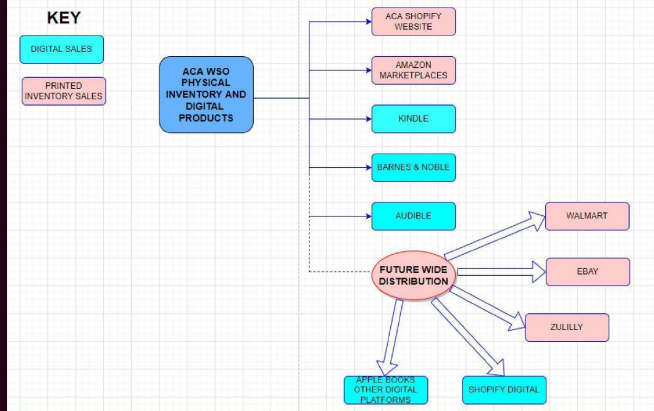 KEY
DIGITAL SALES
PRINTED
INVENTORY SALES
ACA WSO
PHYSICAL
INVENTORY AND
DIGITAL
PRODUCTS
ACA SHOPIFY
WEBSITE
AMAZON
MARKETPLACES
KINDLE
BARNES & NOBLE
AUDIBLE
FUTURE WIDE
DISTRIBUTION
WALMART
EBAY
ZULILLY
APPLE BOOKS
OTHER DIGITAL
PLATFORMS
SHOPIFY DIGITAL